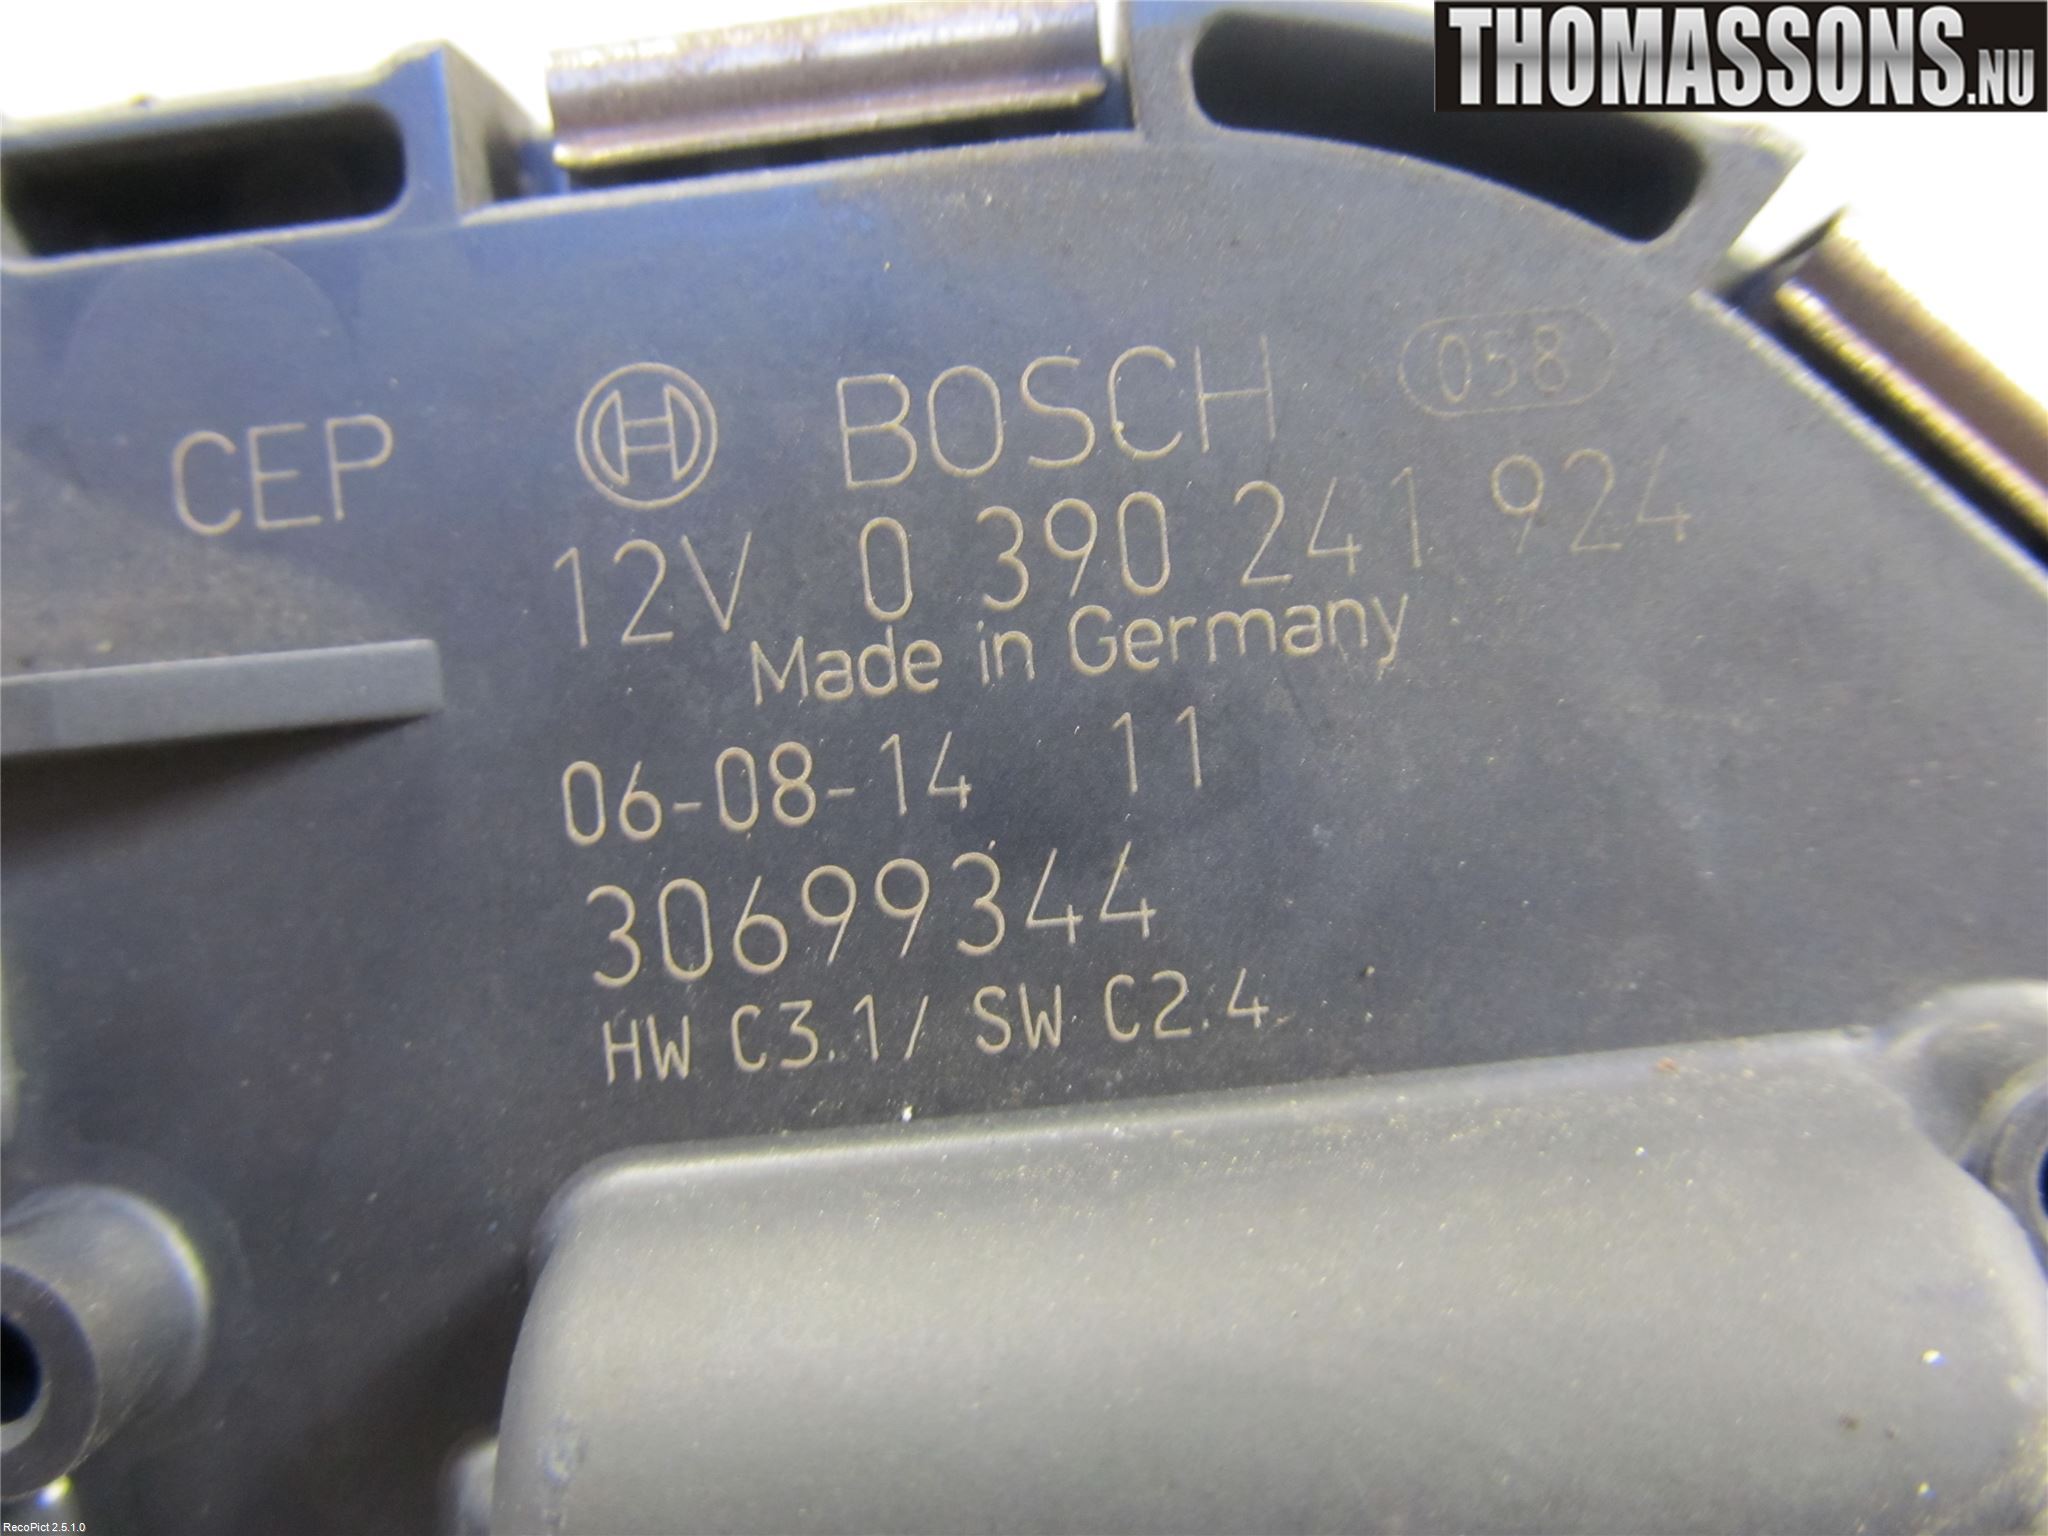 THOMASSONS.NU
058
CEP BOSCH
12V 0 390 241 924
Made in Germany
06-08-14 11
30699344
HW C3.1/ SW C2.4
RecoPict 2.5.1.0